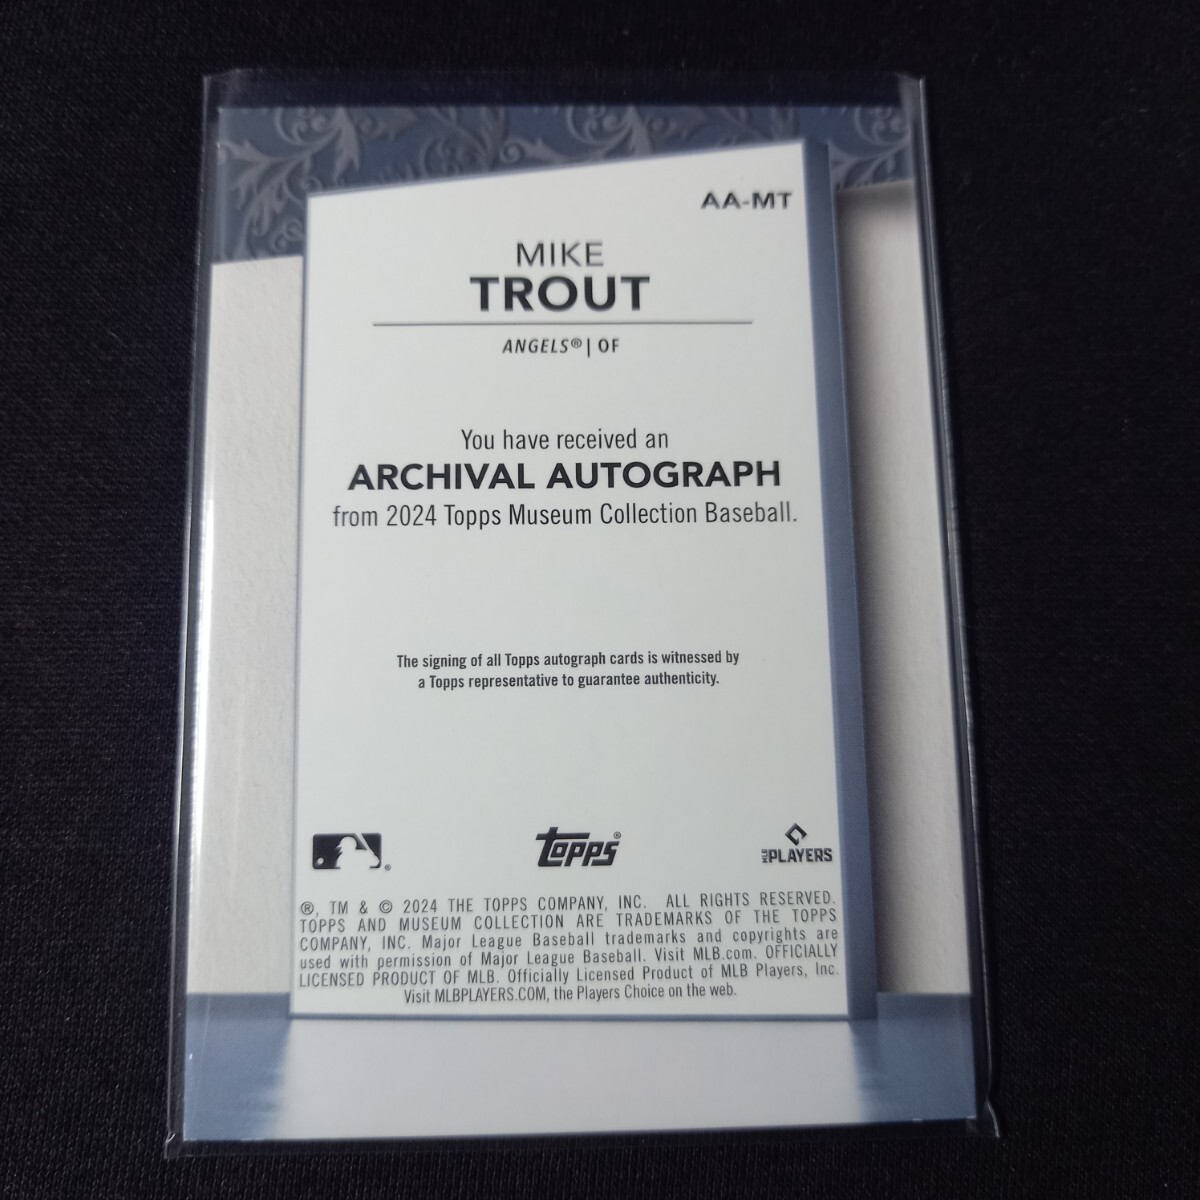 AA-MT
MIKE
TROUT
ANGELS® | OF
You have received an
ARCHIVAL AUTOGRAPH
from 2024 Topps Museum Collection Baseball.
The signing of all Topps autograph cards is witnessed by
a Topps representative to guarantee authenticity.
®
Topps®
MLB PLAYERS
®, TM & © 2024 THE TOPPS COMPANY, INC. ALL RIGHTS RESERVED.
TOPPS AND MUSEUM COLLECTION ARE TRADEMARKS OF THE TOPPS
COMPANY, INC. Major League Baseball trademarks and copyrights are
used with permission of Major League Baseball. Visit MLB.com. OFFICIALLY
LICENSED PRODUCT OF MLB. Officially Licensed Product of MLB Players, Inc.
Visit MLBPLAYERS.COM, the Players Choice on the web.